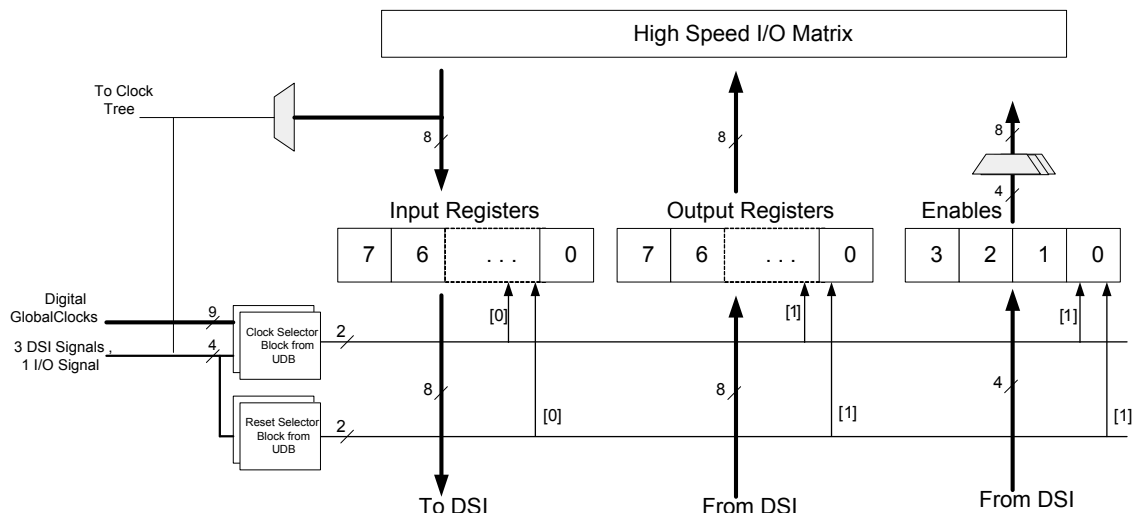 High Speed I/O Matrix
To Clock
Tree
8
8
8
4
Input Registers
Output Registers
Enables
7 6 . . . 0
7 6 . . . 0
3 2 1 0
Digital
GlobalClocks
9
[0]
[1]
[1]
3 DSI Signals ,
1 I/O Signal
4
Clock Selector
Block from
UDB
2
8
8
4
Reset Selector
Block from
UDB
2
[0]
[1]
[1]
To DSI
From DSI
From DSI